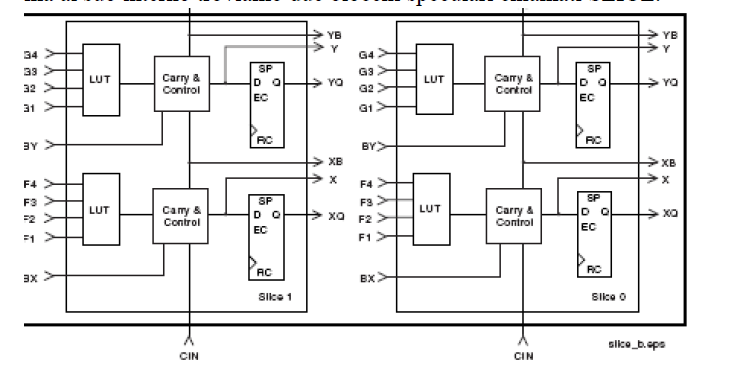 YB
Y
G4
G3
G2
G1
LUT
Carry &
Control
SP
D Q
EC
RC
YQ
BY
XB
X
F4
F3
F2
F1
LUT
Carry &
Control
SP
D Q
EC
RC
XQ
BX
Slice 1
CIN
YB
Y
G4
G3
G2
G1
LUT
Carry &
Control
SP
D Q
EC
RC
YQ
BY
XB
X
F4
F3
F2
F1
LUT
Carry &
Control
SP
D Q
EC
RC
XQ
BX
Slice 0
CIN
slice_b.eps